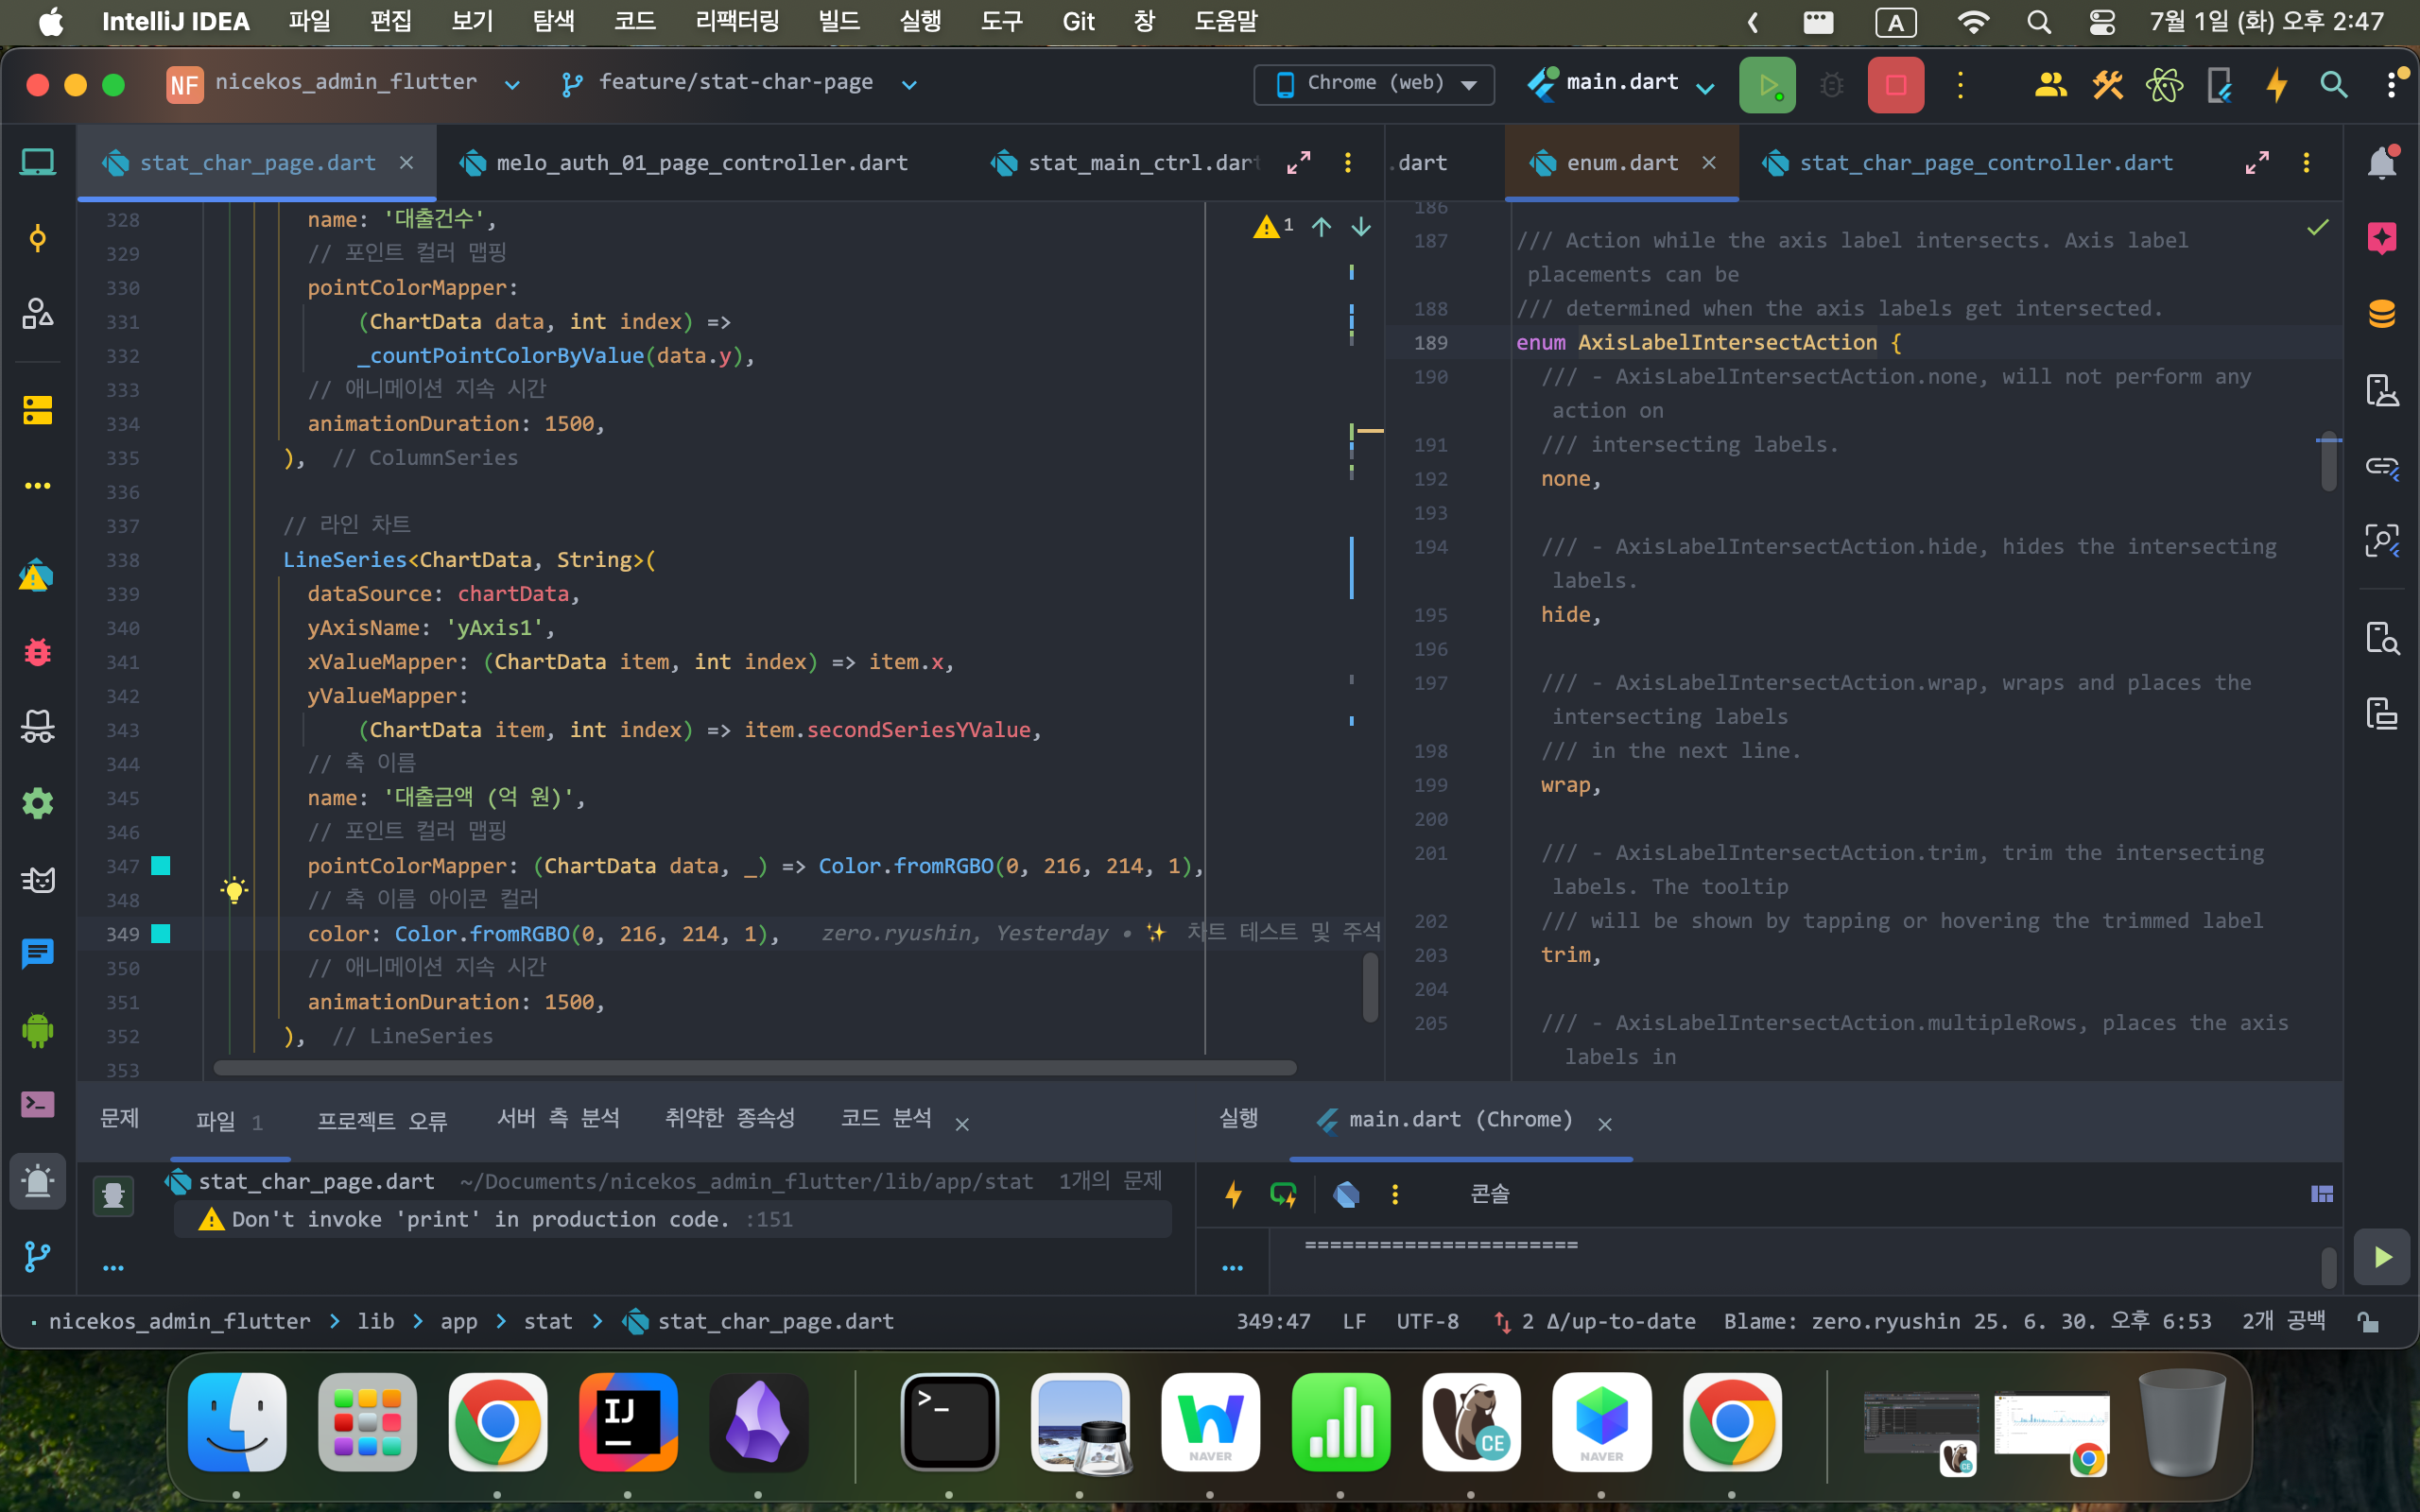 IntelliJ IDEA 파일 편집 보기 탐색 코드 리팩터링 빌드 실행 도구 Git 창 도움말 A 7월 1일 (화) 오후 2:47
NF nicekos_admin_flutter feature/stat-char-page Chrome (web) main.dart
stat_char_page.dart melo_auth_01_page_controller.dart stat_main_ctrl.dart
328 name: '대출건수',
329 // 포인트 컬러 맵핑
330 pointColorMapper:
331 (ChartData data, int index) =>
332 _countPointColorByValue(data.y),
333 // 애니메이션 지속 시간
334 animationDuration: 1500,
335 ), // ColumnSeries
336
337 // 라인 차트
338 LineSeries<ChartData, String>(
339 dataSource: chartData,
340 yAxisName: 'yAxis1',
341 xValueMapper: (ChartData item, int index) => item.x,
342 yValueMapper:
343 (ChartData item, int index) => item.secondSeriesYValue,
344 // 축 이름
345 name: '대출금액 (억 원)',
346 // 포인트 컬러 맵핑
347 pointColorMapper: (ChartData data, _) => Color.fromRGBO(0, 216, 214, 1),
348 // 축 이름 아이콘 컬러
349 color: Color.fromRGBO(0, 216, 214, 1), zero.ryushin, Yesterday • ✨ 차트 테스트 및 주석
350 // 애니메이션 지속 시간
351 animationDuration: 1500,
352 ), // LineSeries
353
1
.dart enum.dart stat_char_page_controller.dart
186
187 /// Action while the axis label intersects. Axis label
placements can be
188 /// determined when the axis labels get intersected.
189 enum AxisLabelIntersectAction {
190 /// - AxisLabelIntersectAction.none, will not perform any
action on
191 /// intersecting labels.
192 none,
193
194 /// - AxisLabelIntersectAction.hide, hides the intersecting
labels.
195 hide,
196
197 /// - AxisLabelIntersectAction.wrap, wraps and places the
intersecting labels
198 /// in the next line.
199 wrap,
200
201 /// - AxisLabelIntersectAction.trim, trim the intersecting
labels. The tooltip
202 /// will be shown by tapping or hovering the trimmed label
203 trim,
204
205 /// - AxisLabelIntersectAction.multipleRows, places the axis
labels in
문제 파일 1 프로젝트 오류 서버 측 분석 취약한 종속성 코드 분석
stat_char_page.dart ~/Documents/nicekos_admin_flutter/lib/app/stat 1개의 문제
Don't invoke 'print' in production code. :151
실행 main.dart (Chrome)
콘솔
======================
nicekos_admin_flutter > lib > app > stat > stat_char_page.dart 349:47 LF UTF-8 2 Δ/up-to-date Blame: zero.ryushin 25. 6. 30. 오후 6:53 2개 공백
IJ >_ NAVER CE NAVER